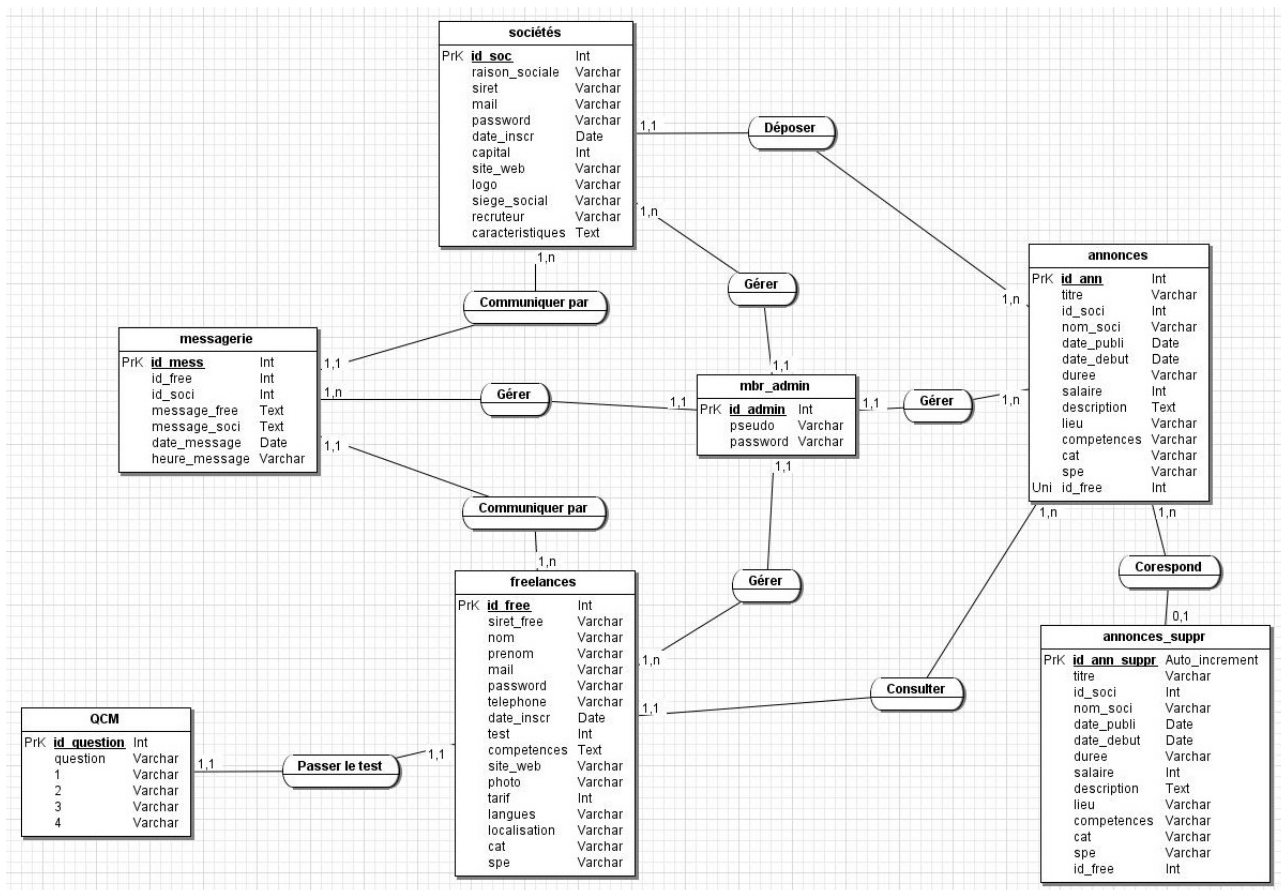 sociétés
PrK id_soc Int
raison_sociale Varchar
siret Varchar
mail Varchar
password Varchar
date_inscr Date
capital Int
site_web Varchar
logo Varchar
siege_social Varchar
recruteur Varchar
caracteristiques Text
1,1
Déposer
1,n
1,n
Gérer
1,1
1,n
Communiquer par
1,1
annonces
PrK id_ann Int
titre Varchar
id_soci Int
nom_soci Varchar
date_publi Date
date_debut Date
duree Varchar
salaire Int
description Text
lieu Varchar
competences Varchar
cat Varchar
spe Varchar
Uni id_free Int
messagerie
PrK id_mess Int
id_free Int
id_soci Int
message_free Text
message_soci Text
date_message Date
heure_message Varchar
1,n
Gérer
1,1
mbr_admin
PrK id_admin Int
pseudo Varchar
password Varchar
1,1
Gérer
1,n
1,1
Communiquer par
1,n
1,1
Gérer
1,n
freelances
PrK id_free Int
siret_free Varchar
nom Varchar
prenom Varchar
mail Varchar
password Varchar
telephone Varchar
date_inscr Date
test Int
competences Text
site_web Varchar
photo Varchar
tarif Int
langues Varchar
localisation Varchar
cat Varchar
spe Varchar
1,n
Consulter
1,1
1,n
Corespond
0,1
annonces_suppr
PrK id_ann_suppr Auto_increment
titre Varchar
id_soci Int
nom_soci Varchar
date_publi Date
date_debut Date
duree Varchar
salaire Int
description Text
lieu Varchar
competences Varchar
cat Varchar
spe Varchar
id_free Int
QCM
PrK id_question Int
question Varchar
1 Varchar
2 Varchar
3 Varchar
4 Varchar
1,1
Passer le test
1,1